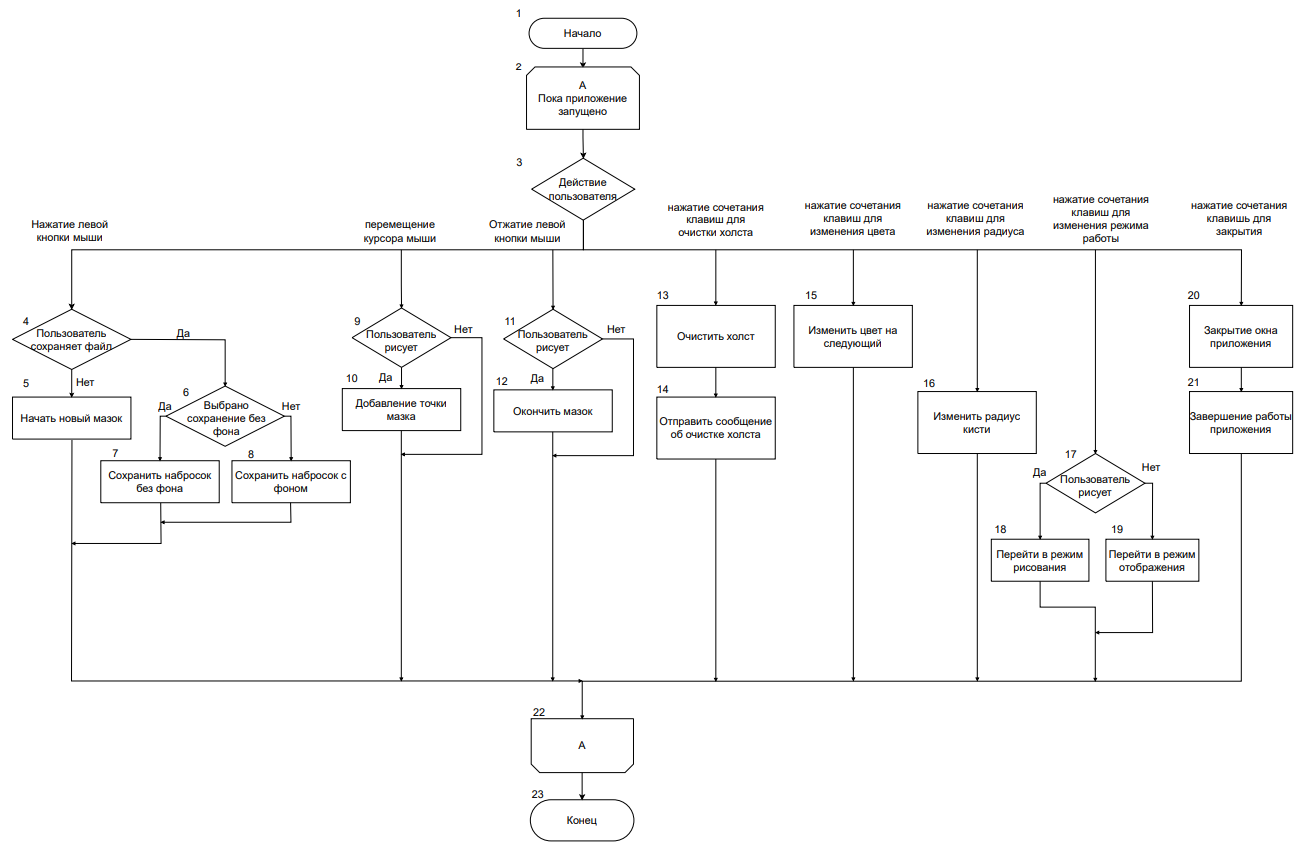 1
Начало
2
А
Пока приложение
запущено
3
Действие
пользователя
Нажатие левой
кнопки мыши
перемещение
курсора мыши
Отжатие левой
кнопки мыши
нажатие сочетания
клавиш для
очистки холста
нажатие сочетания
клавиш для
изменения цвета
нажатие сочетания
клавиш для
изменения радиуса
нажатие сочетания
клавиш для
изменения режима
работы
нажатие сочетания
клавишь для
закрытия
4
Пользователь
сохраняет файл
Да
Нет
5
Начать новый мазок
6
Выбрано
сохранение без
фона
Да
Нет
7
Сохранить набросок
без фона
8
Сохранить набросок с
фоном
9
Пользователь
рисует
Нет
Да
10
Добавление точки
мазка
11
Пользователь
рисует
Нет
Да
12
Окончить мазок
13
Очистить холст
14
Отправить сообщение
об очистке холста
15
Изменить цвет на
следующий
16
Изменить радиус
кисти
17
Пользователь
рисует
Да
Нет
18
Перейти в режим
рисования
19
Перейти в режим
отображения
20
Закрытие окна
приложения
21
Завершение работы
приложения
22
А
23
Конец